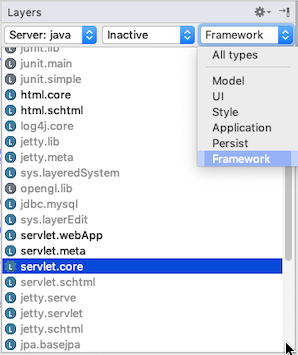 Layers
Server: java
Inactive
Framework
All types
Model
UI
Style
Application
Persist
Framework
junit.lib
junit.main
junit.simple
html.core
html.schtml
log4j.core
jetty.lib
jetty.meta
sys.layeredSystem
opengl.lib
jdbc.mysql
sys.layerEdit
servlet.webApp
servlet.meta
servlet.core
servlet.schtml
jetty.serve
jetty.servlet
jetty.schtml
jpa.basejpa